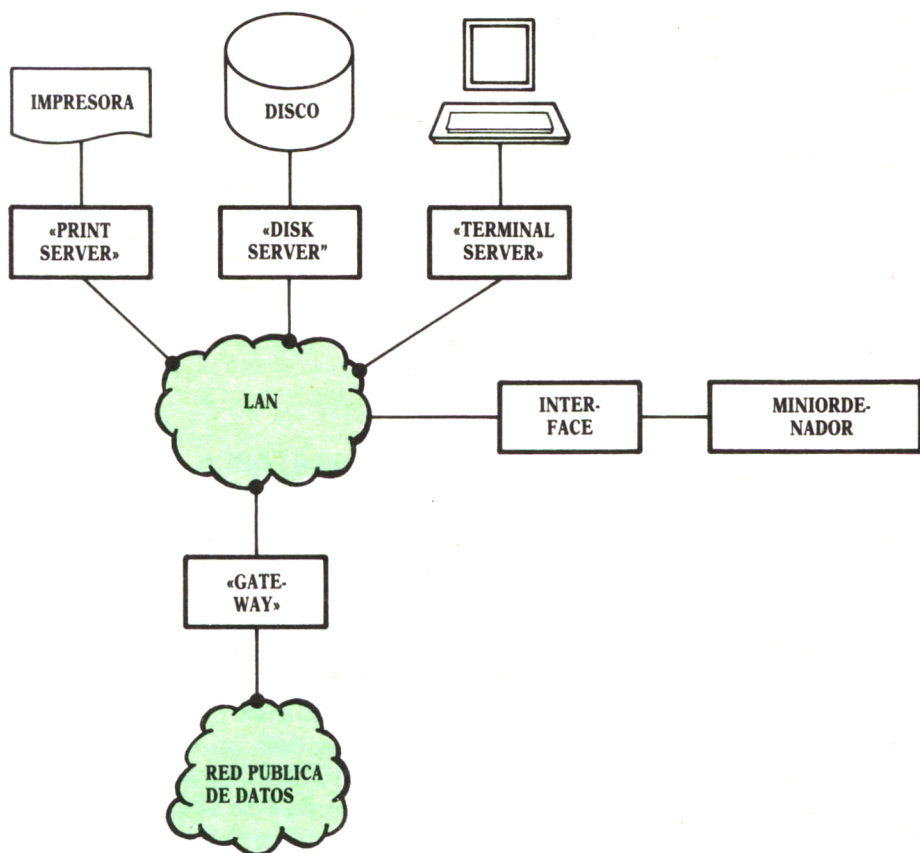 IMPRESORA
DISCO
«PRINT
SERVER»
«DISK
SERVER”
«TERMINAL
SERVER»
LAN
INTER-
FACE
MINIORDE-
NADOR
«GATE-
WAY»
RED PUBLICA
DE DATOS